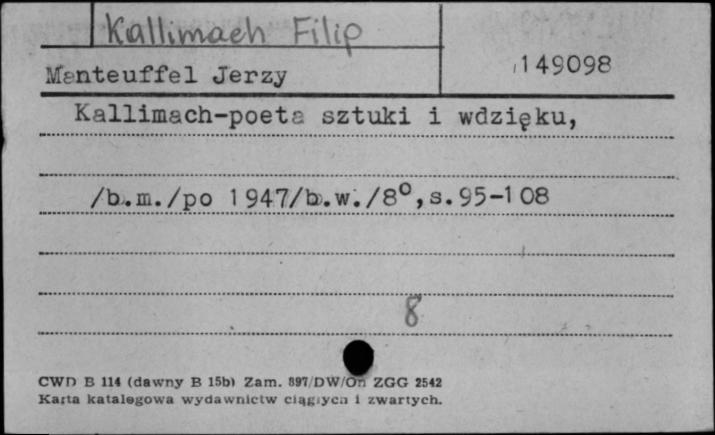 Kallimach Filip
Manteuffel Jerzy
149098
Kallimach-poeta sztuki i wdzięku,
/b.m./po 1947/b.w./8°,s.95-108
8
CWD B 114 (dawny B 15b) Zam. 897/DW/On ZGG 2542
Karta katalogowa wydawnictw ciągłych i zwartych.